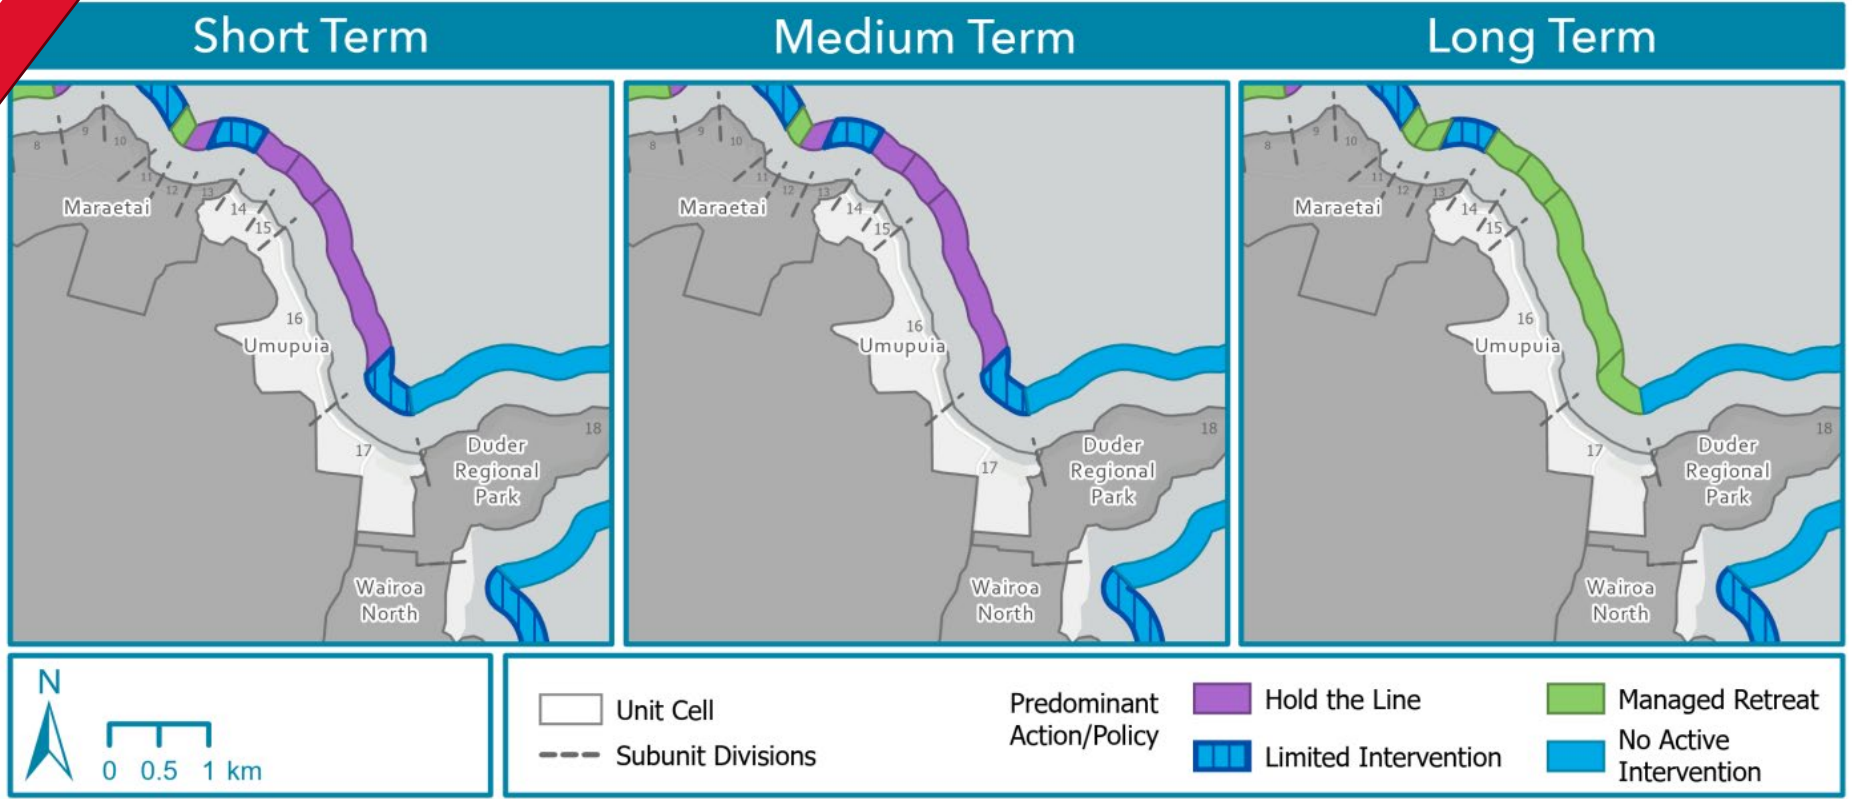 Short Term
Medium Term
Long Term
8
9
10
11
12
13
14
15
Maraetai
16
Umupuia
17
18
Duder
Regional
Park
Wairoa
North
8
9
10
11
12
13
14
15
Maraetai
16
Umupuia
17
18
Duder
Regional
Park
Wairoa
North
8
9
10
11
12
13
14
15
Maraetai
16
Umupuia
17
18
Duder
Regional
Park
Wairoa
North
N
0 0.5 1 km
Unit Cell
Subunit Divisions
Predominant
Action/Policy
Hold the Line
Limited Intervention
Managed Retreat
No Active
Intervention